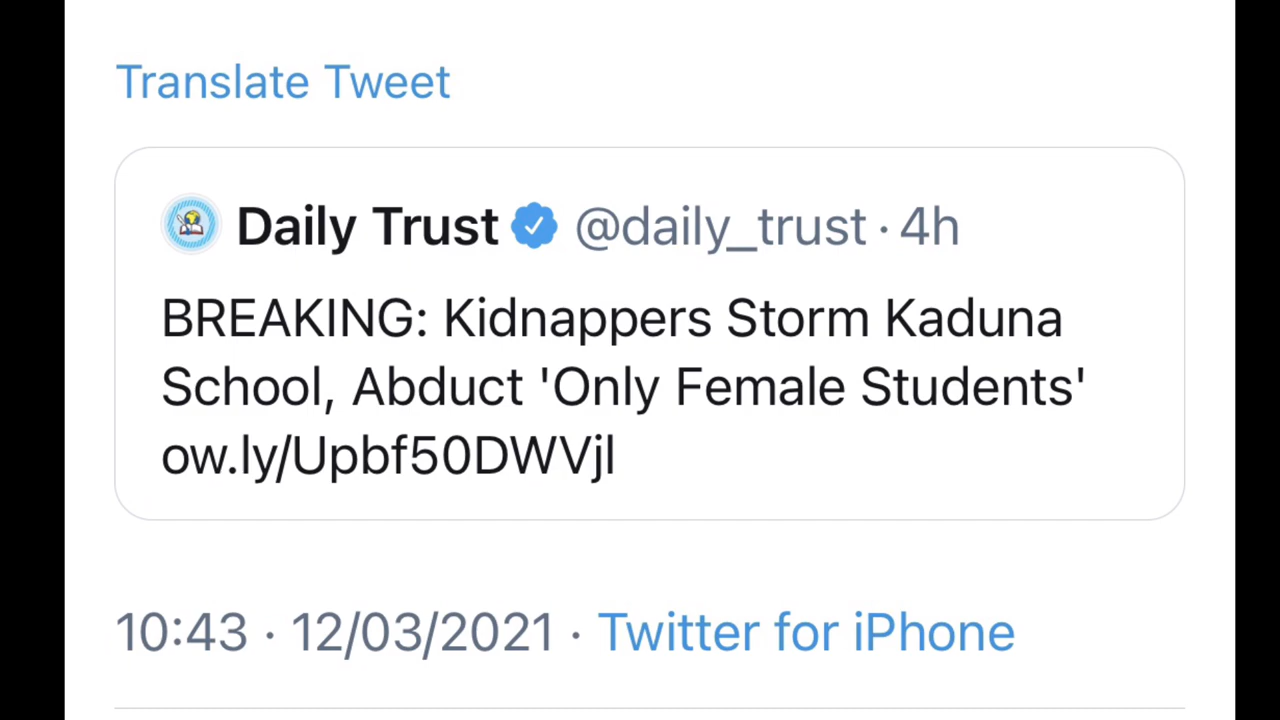 Translate Tweet
Daily Trust @daily_trust · 4h
BREAKING: Kidnappers Storm Kaduna
School, Abduct 'Only Female Students'
ow.ly/Upbf50DWVjl
10:43 · 12/03/2021 · Twitter for iPhone